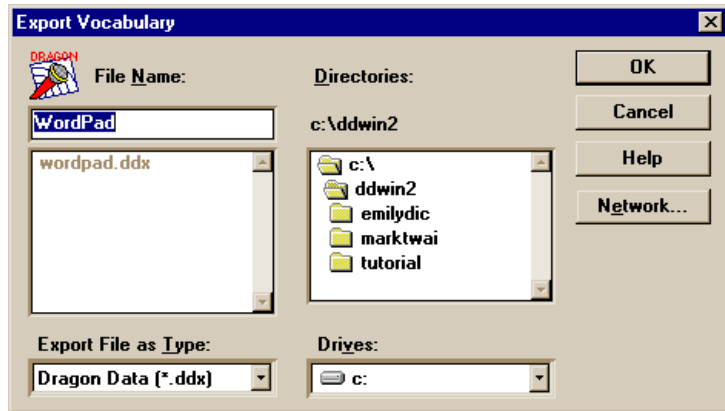 Export Vocabulary
DRAGON
File Name:
WordPad
wordpad.ddx
Export File as Type:
Dragon Data (*.ddx)
Directories:
c:\ddwin2
c:\
ddwin2
emilydic
marktwai
tutorial
Drives:
c:
OK
Cancel
Help
Network...